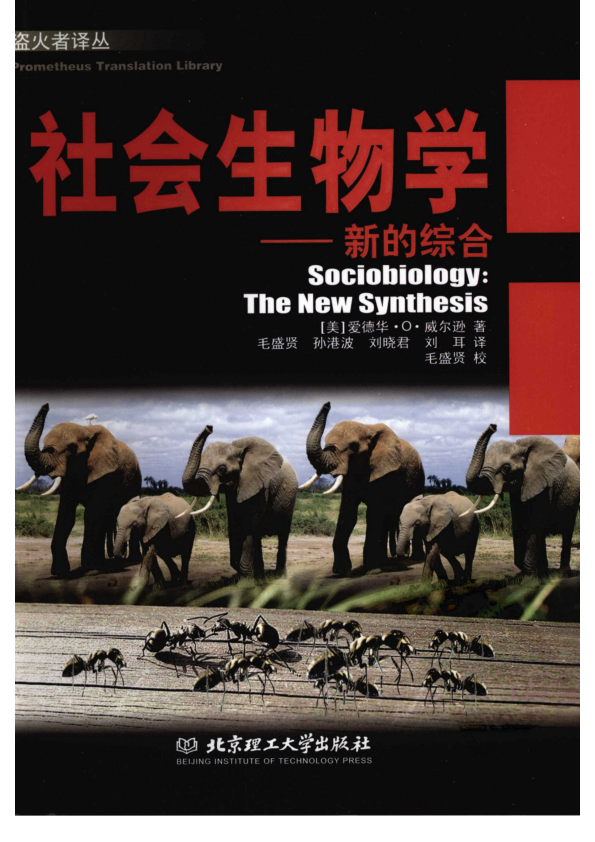 盗火者译丛
Prometheus Translation Library
社会生物学
——新的综合
Sociobiology:
The New Synthesis
[美]爱德华·O·威尔逊 著
毛盛贤 孙港波 刘晓君 刘 耳 译
毛盛贤 校
北京理工大学出版社
BEIJING INSTITUTE OF TECHNOLOGY PRESS